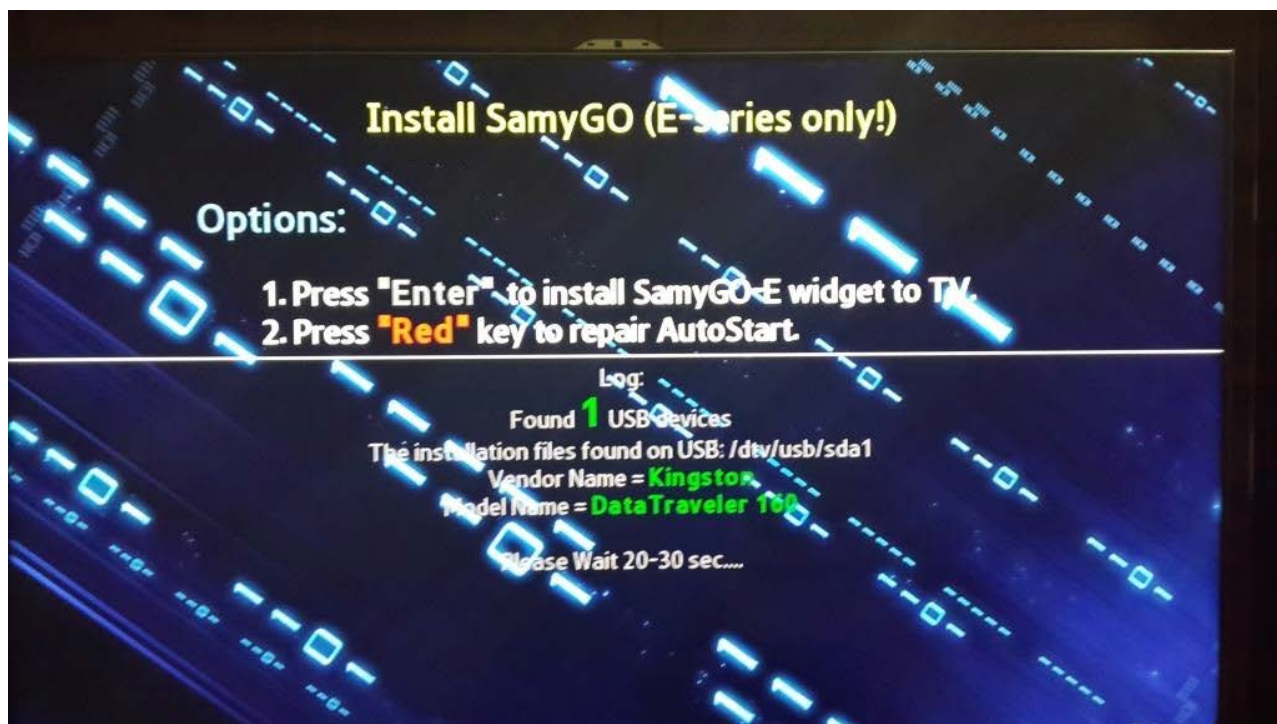 Install SamyGO (E-series only!)
Options:
1. Press "Enter" to install SamyGO-E widget to TV.
2. Press "Red" key to repair AutoStart.
Log:
Found 1 USB devices
The installation files found on USB: /dtv/usb/sda1
Vendor Name = Kingston
Model Name = DataTraveler 160
Please Wait 20-30 sec....